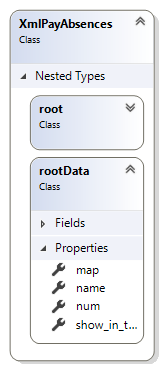 XmlPayAbsences
Class
Nested Types
root
Class
rootData
Class
Fields
Properties
map
name
num
show_in_t...